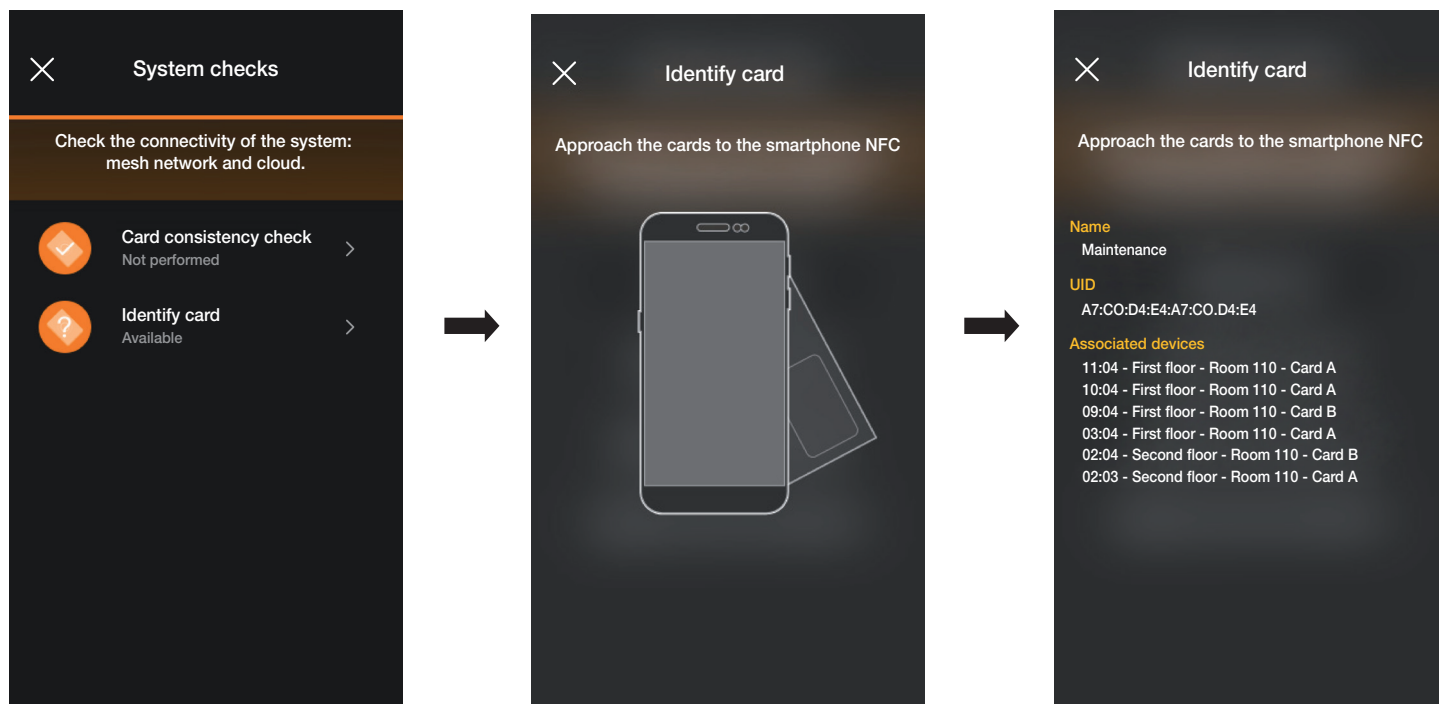 System checks
Check the connectivity of the system:
mesh network and cloud.
Card consistency check
Not performed
Identify card
Available
Identify card
Approach the cards to the smartphone NFC
Identify card
Approach the cards to the smartphone NFC
Name
Maintenance
UID
A7:CO:D4:E4:A7:CO.D4:E4
Associated devices
11:04 - First floor - Room 110 - Card A
10:04 - First floor - Room 110 - Card A
09:04 - First floor - Room 110 - Card B
03:04 - First floor - Room 110 - Card A
02:04 - Second floor - Room 110 - Card B
02:03 - Second floor - Room 110 - Card A